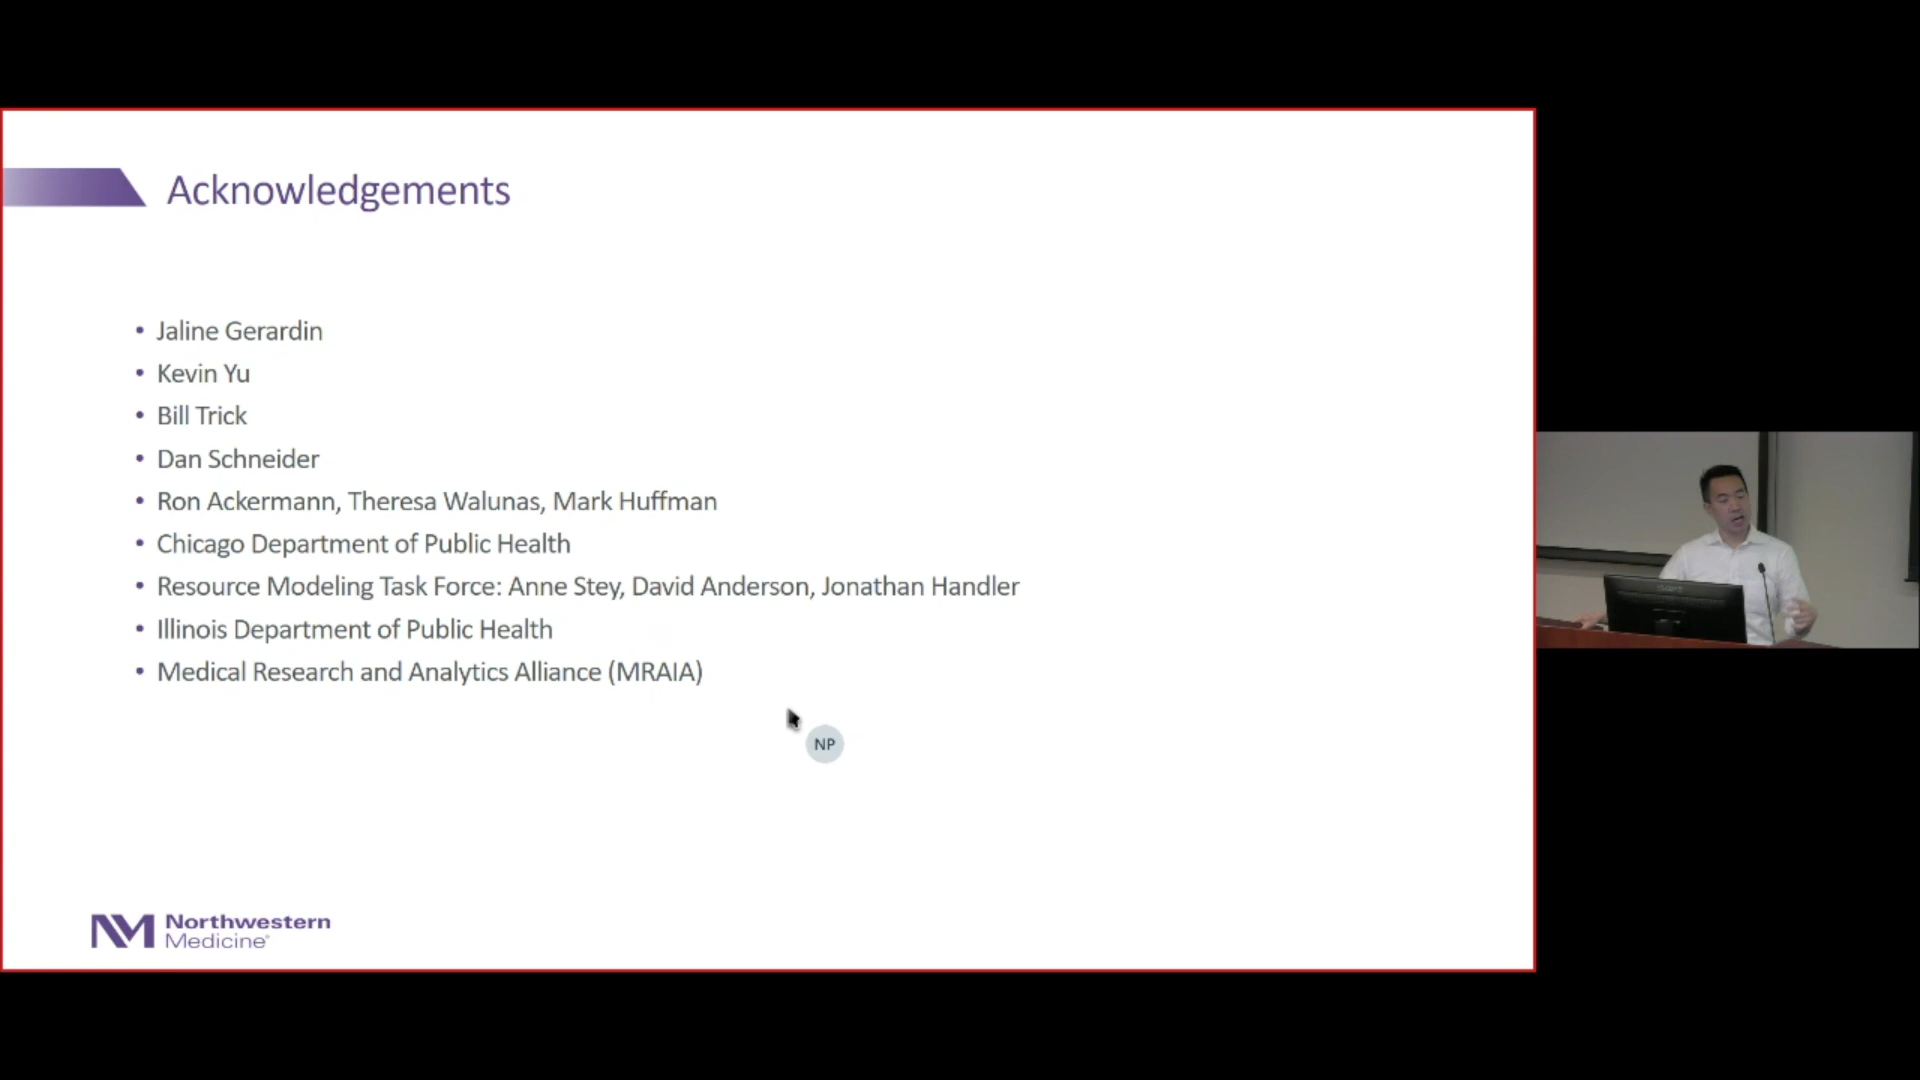 Acknowledgements
• Jaline Gerardin
• Kevin Yu
• Bill Trick
• Dan Schneider
• Ron Ackermann, Theresa Walunas, Mark Huffman
• Chicago Department of Public Health
• Resource Modeling Task Force: Anne Stey, David Anderson, Jonathan Handler
• Illinois Department of Public Health
• Medical Research and Analytics Alliance (MRAIA)
NP
NM Northwestern
Medicine®